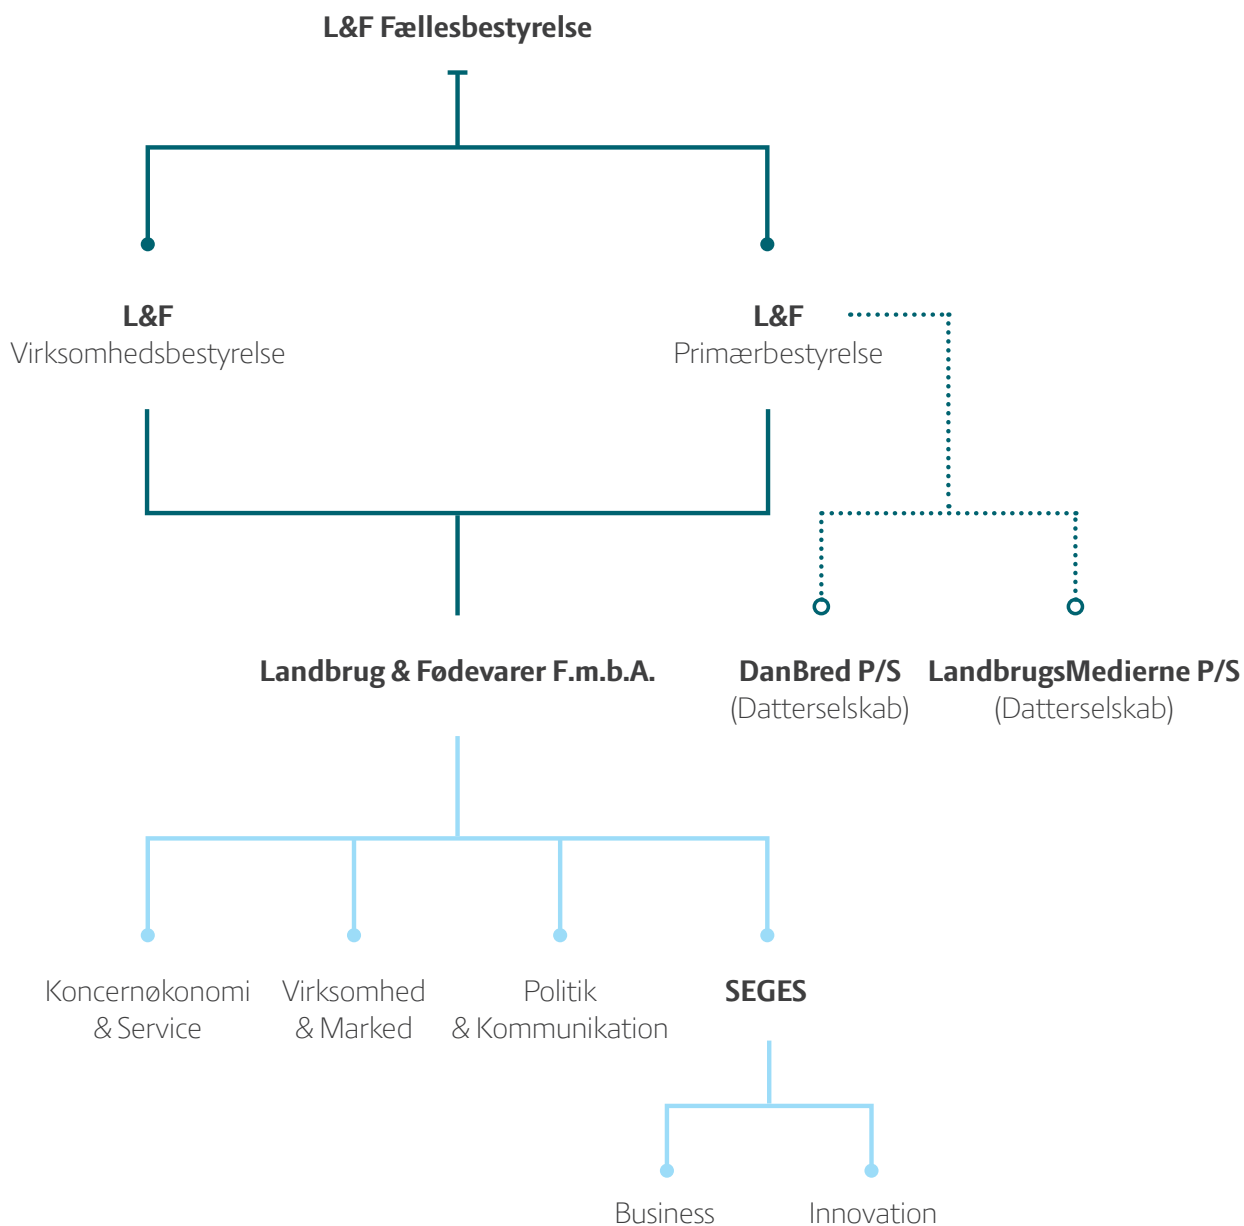 L&F Fællesbestyrelse
L&F
Virksomhedsbestyrelse
L&F
Primærbestyrelse
Landbrug & Fødevarer F.m.b.A.
DanBred P/S
(Datterselskab)
LandbrugsMedierne P/S
(Datterselskab)
Koncernøkonomi
& Service
Virksomhed
& Marked
Politik
& Kommunikation
SEGES
Business
Innovation